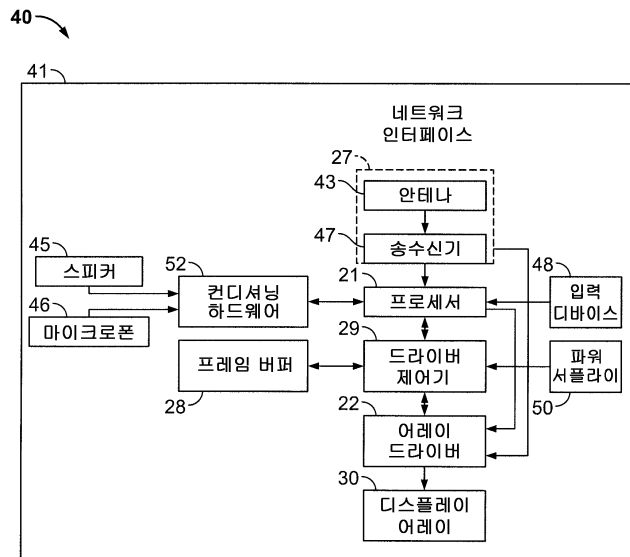 40
41
네트워크
인터페이스
27
43
안테나
47
송수신기
45
스피커
52
컨디셔닝
하드웨어
21
프로세서
48
입력
디바이스
46
마이크로폰
29
드라이버
제어기
프레임 버퍼
28
파워
서플라이
50
22
어레이
드라이버
30
디스플레이
어레이